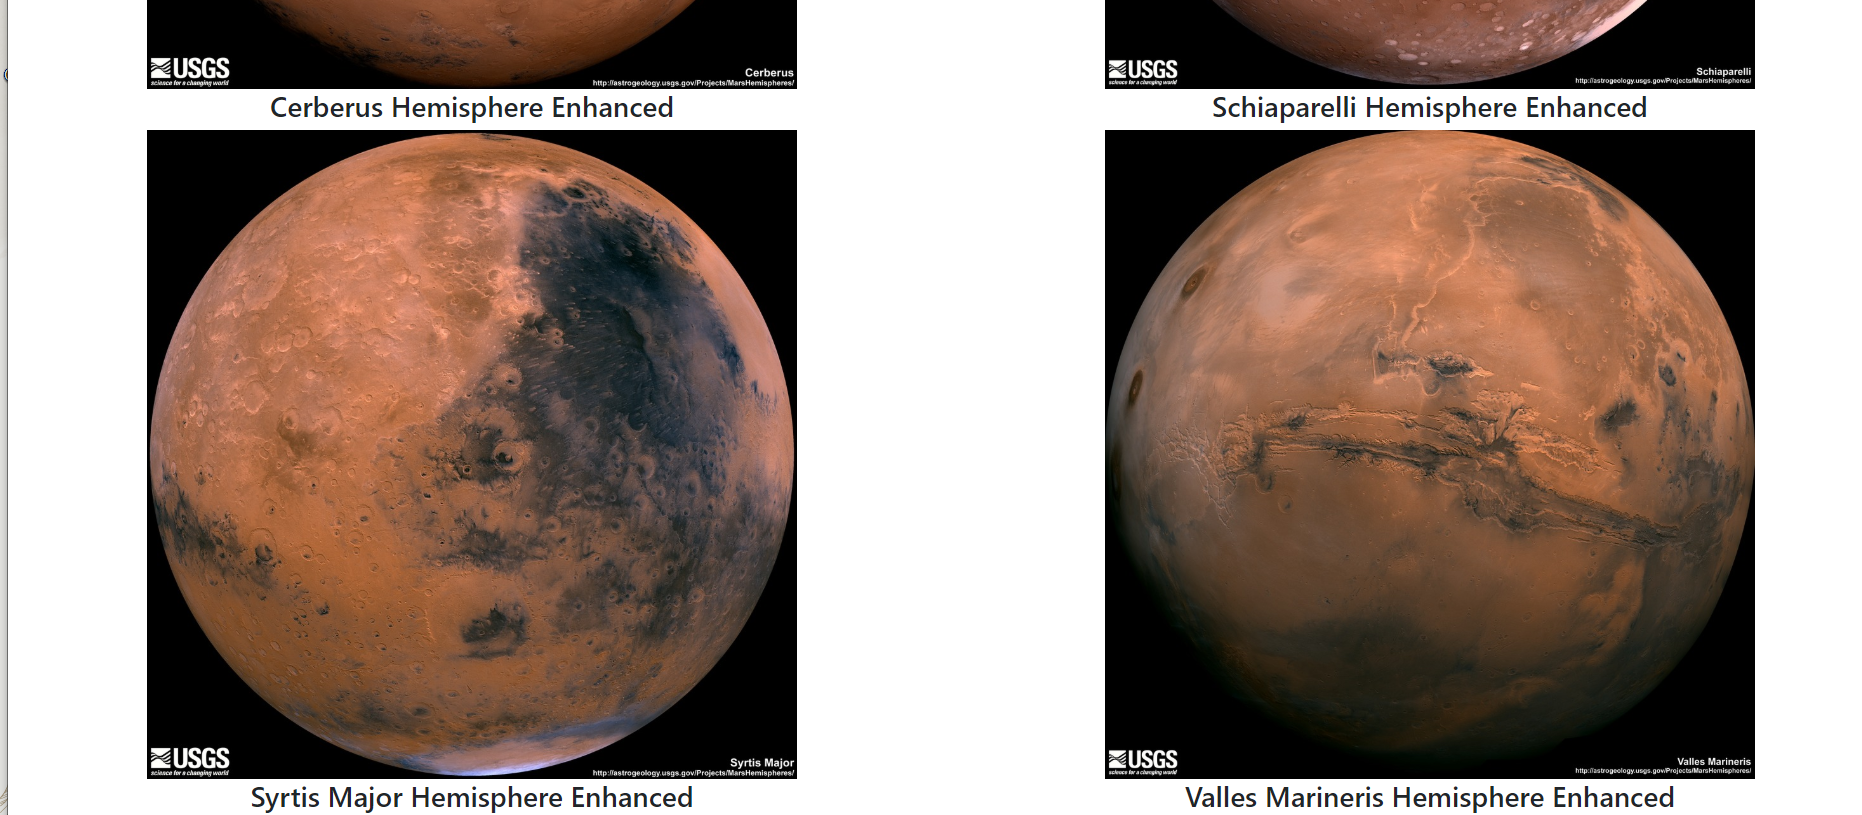 USGS
science for a changing world
Cerberus
http://astrogeology.usgs.gov/Projects/MarsHemispheres/
Cerberus Hemisphere Enhanced
USGS
science for a changing world
Schiaparelli
http://astrogeology.usgs.gov/Projects/MarsHemispheres/
Schiaparelli Hemisphere Enhanced
USGS
science for a changing world
Syrtis Major
http://astrogeology.usgs.gov/Projects/MarsHemispheres/
Syrtis Major Hemisphere Enhanced
USGS
science for a changing world
Valles Marineris
http://astrogeology.usgs.gov/Projects/MarsHemispheres/
Valles Marineris Hemisphere Enhanced